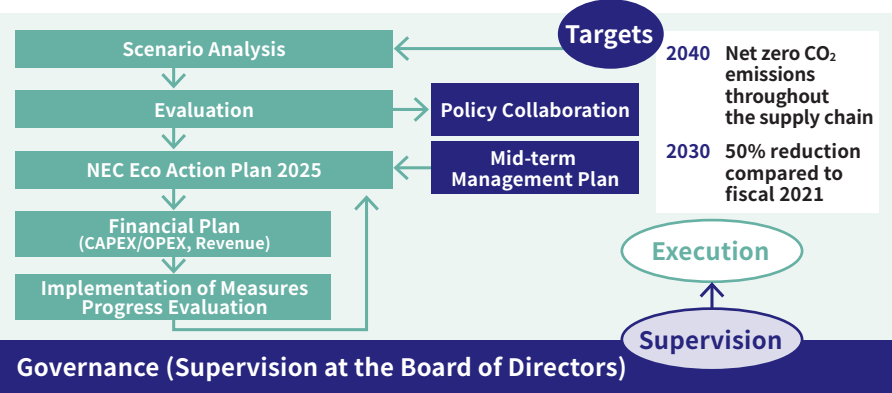 Targets
Scenario Analysis
2040 Net zero CO₂
emissions
throughout
the supply chain
Evaluation
Policy Collaboration
2030 50% reduction
compared to
fiscal 2021
NEC Eco Action Plan 2025
Mid-term
Management Plan
Financial Plan
(CAPEX/OPEX, Revenue)
Execution
Implementation of Measures
Progress Evaluation
Supervision
Governance (Supervision at the Board of Directors)